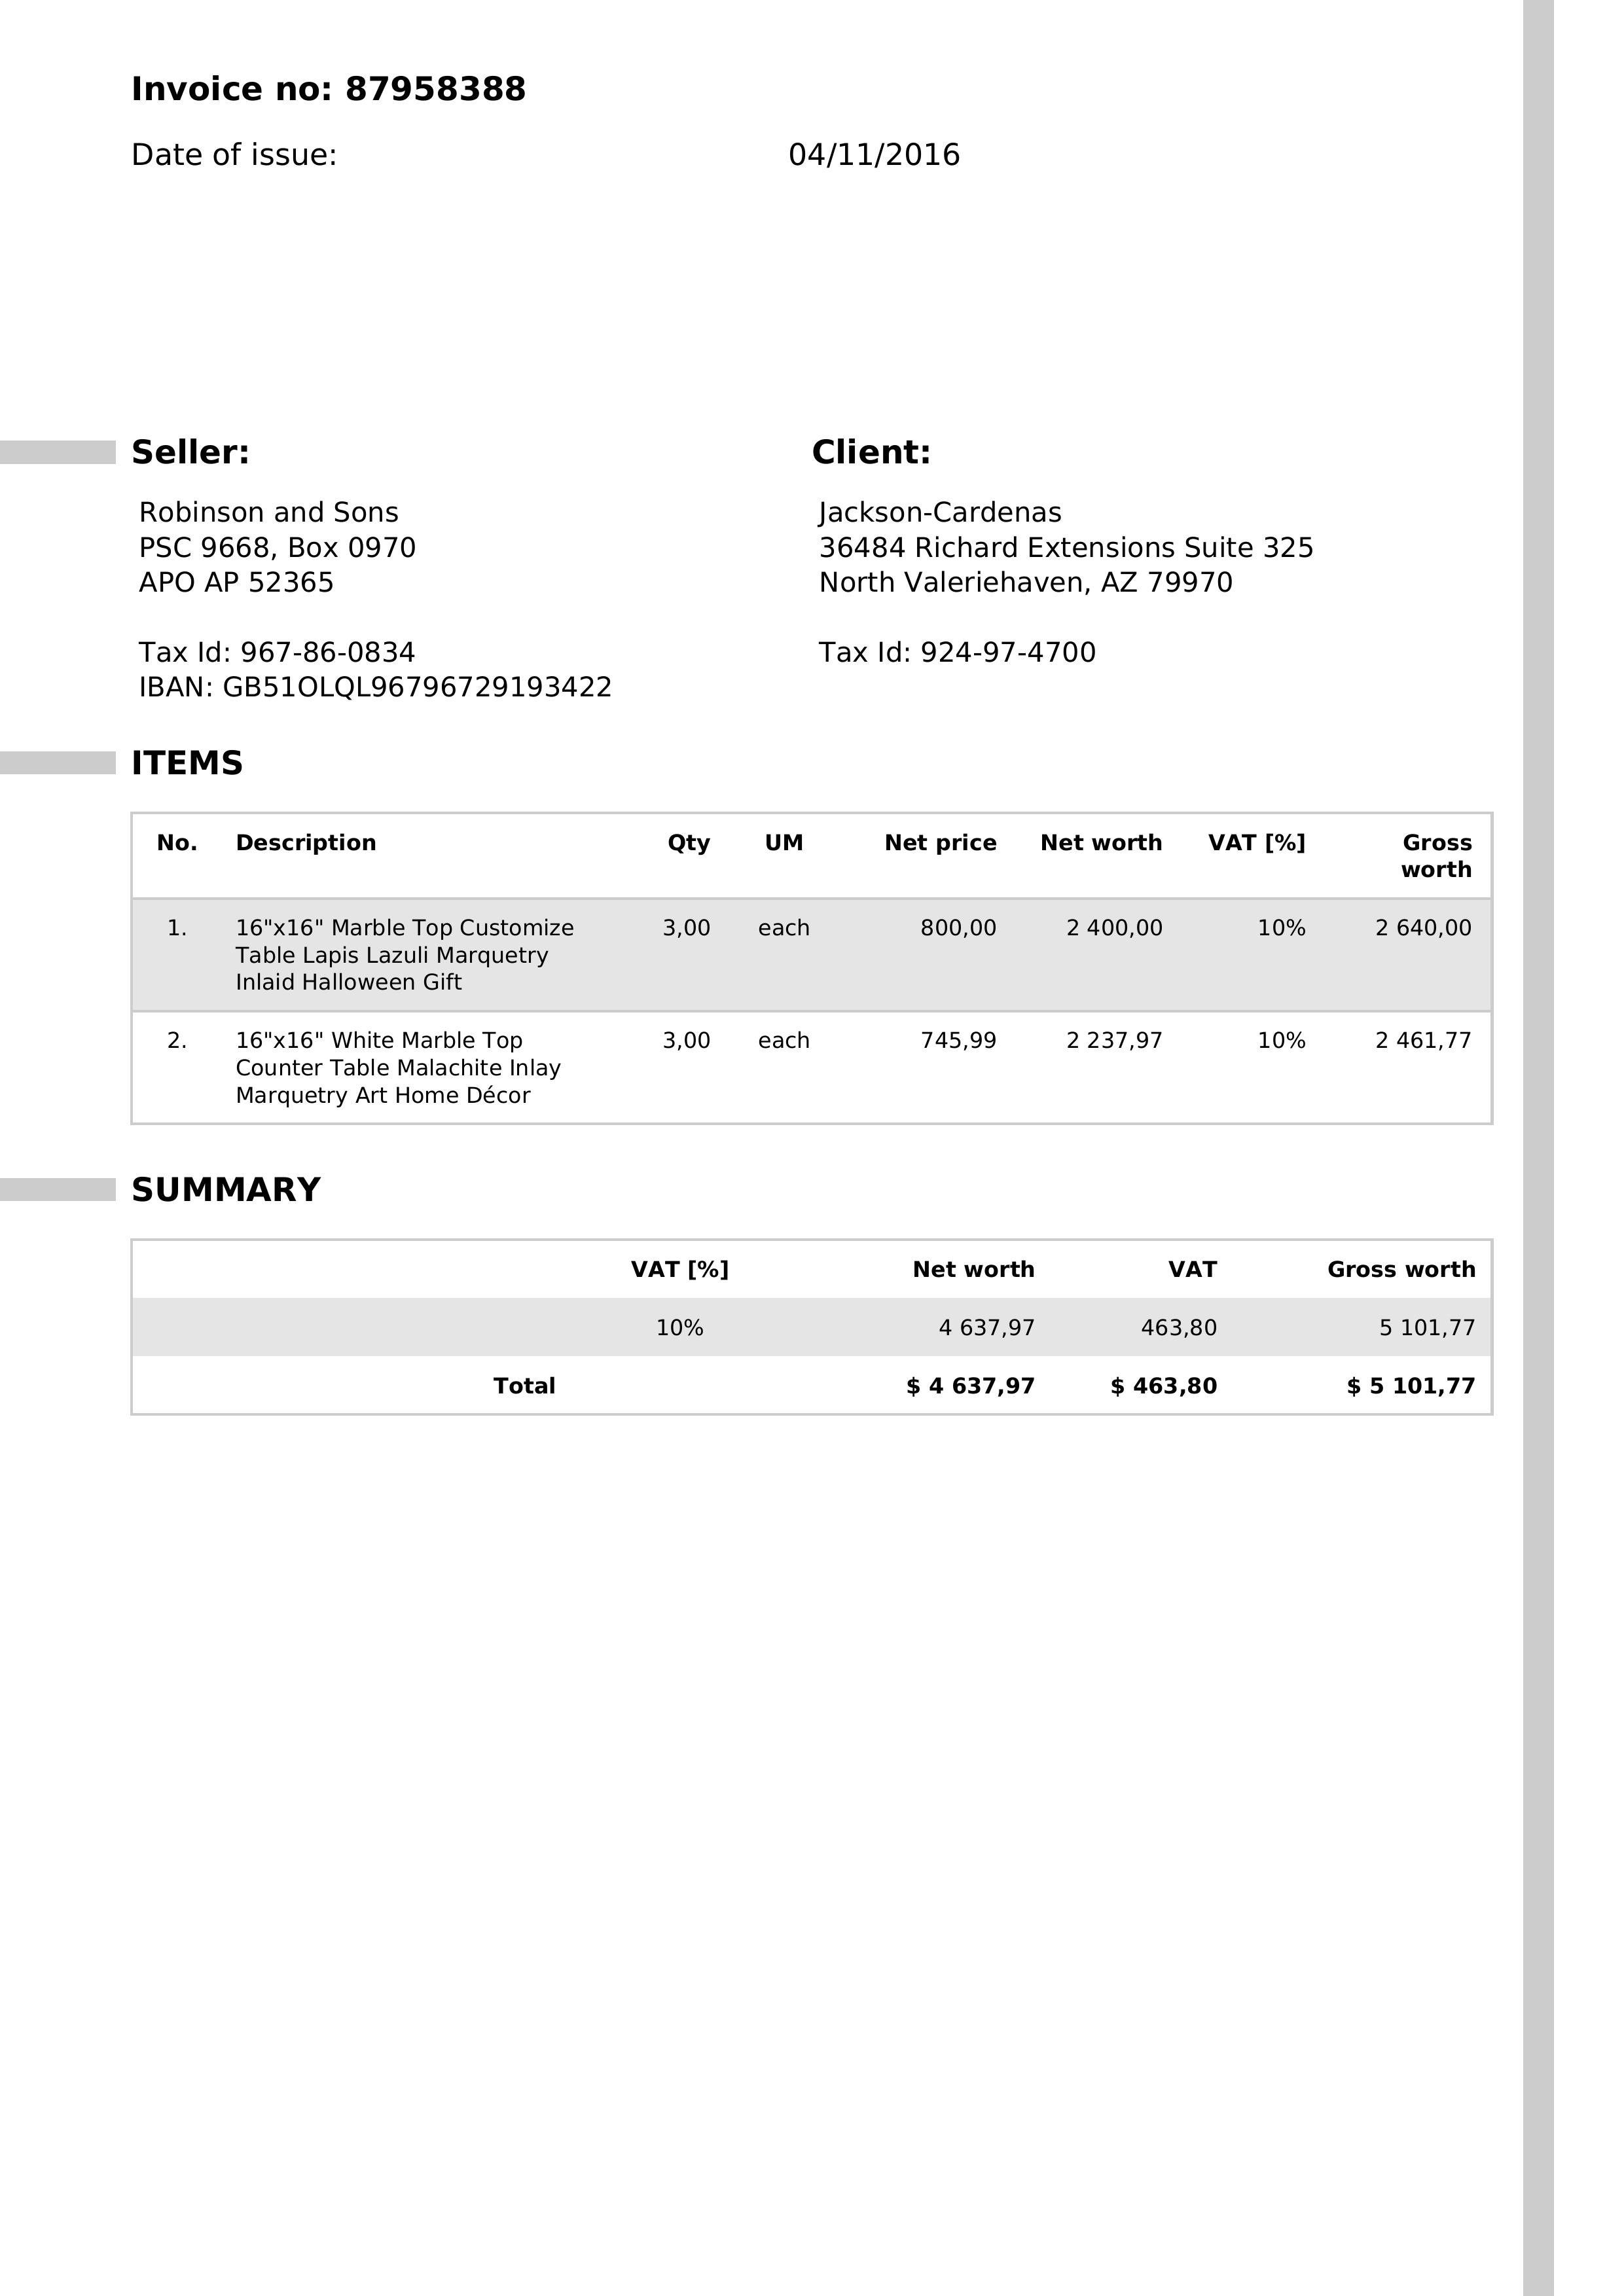 Invoice no: 87958388
Date of issue: 04/11/2016
Seller:
Robinson and Sons
PSC 9668, Box 0970
APO AP 52365
Tax Id: 967-86-0834
IBAN: GB51OLQL96796729193422
Client:
Jackson-Cardenas
36484 Richard Extensions Suite 325
North Valeriehaven, AZ 79970
Tax Id: 924-97-4700
ITEMS
No. Description Qty UM Net price Net worth VAT [%] Gross
worth
1. 16"x16" Marble Top Customize 3,00 each 800,00 2 400,00 10% 2 640,00
Table Lapis Lazuli Marquetry
Inlaid Halloween Gift
2. 16"x16" White Marble Top 3,00 each 745,99 2 237,97 10% 2 461,77
Counter Table Malachite Inlay
Marquetry Art Home Décor
SUMMARY
VAT [%] Net worth VAT Gross worth
10% 4 637,97 463,80 5 101,77
Total $ 4 637,97 $ 463,80 $ 5 101,77